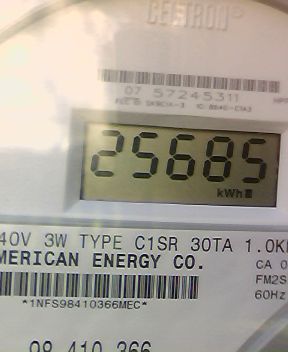 CELTRON
07 57245311
25685
kWh
40V 3W TYPE C1SR 30TA 1.0K
MERICAN ENERGY CO.
CA 0
FM2S
60Hz
*1NFS98410366MEC*
98 410 366